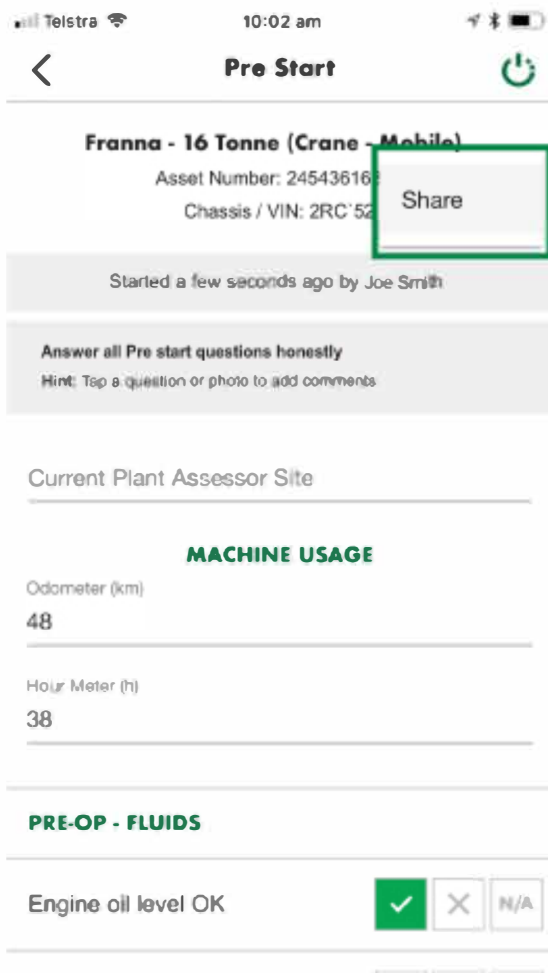 Telstra 10:02 am
Pre Start
Franna - 16 Tonne (Crane - Mobile)
Asset Number: 24543616
Share
Chassis / VIN: 2RC
Started a few seconds ago by Joe Smith
Answer all Pre start questions honestly
Hint: Tap a question or photo to add comments
Current Plant Assessor Site
MACHINE USAGE
Odometer (km)
48
Hour Meter (h)
38
PRE-OP - FLUIDS
Engine oil level OK N/A